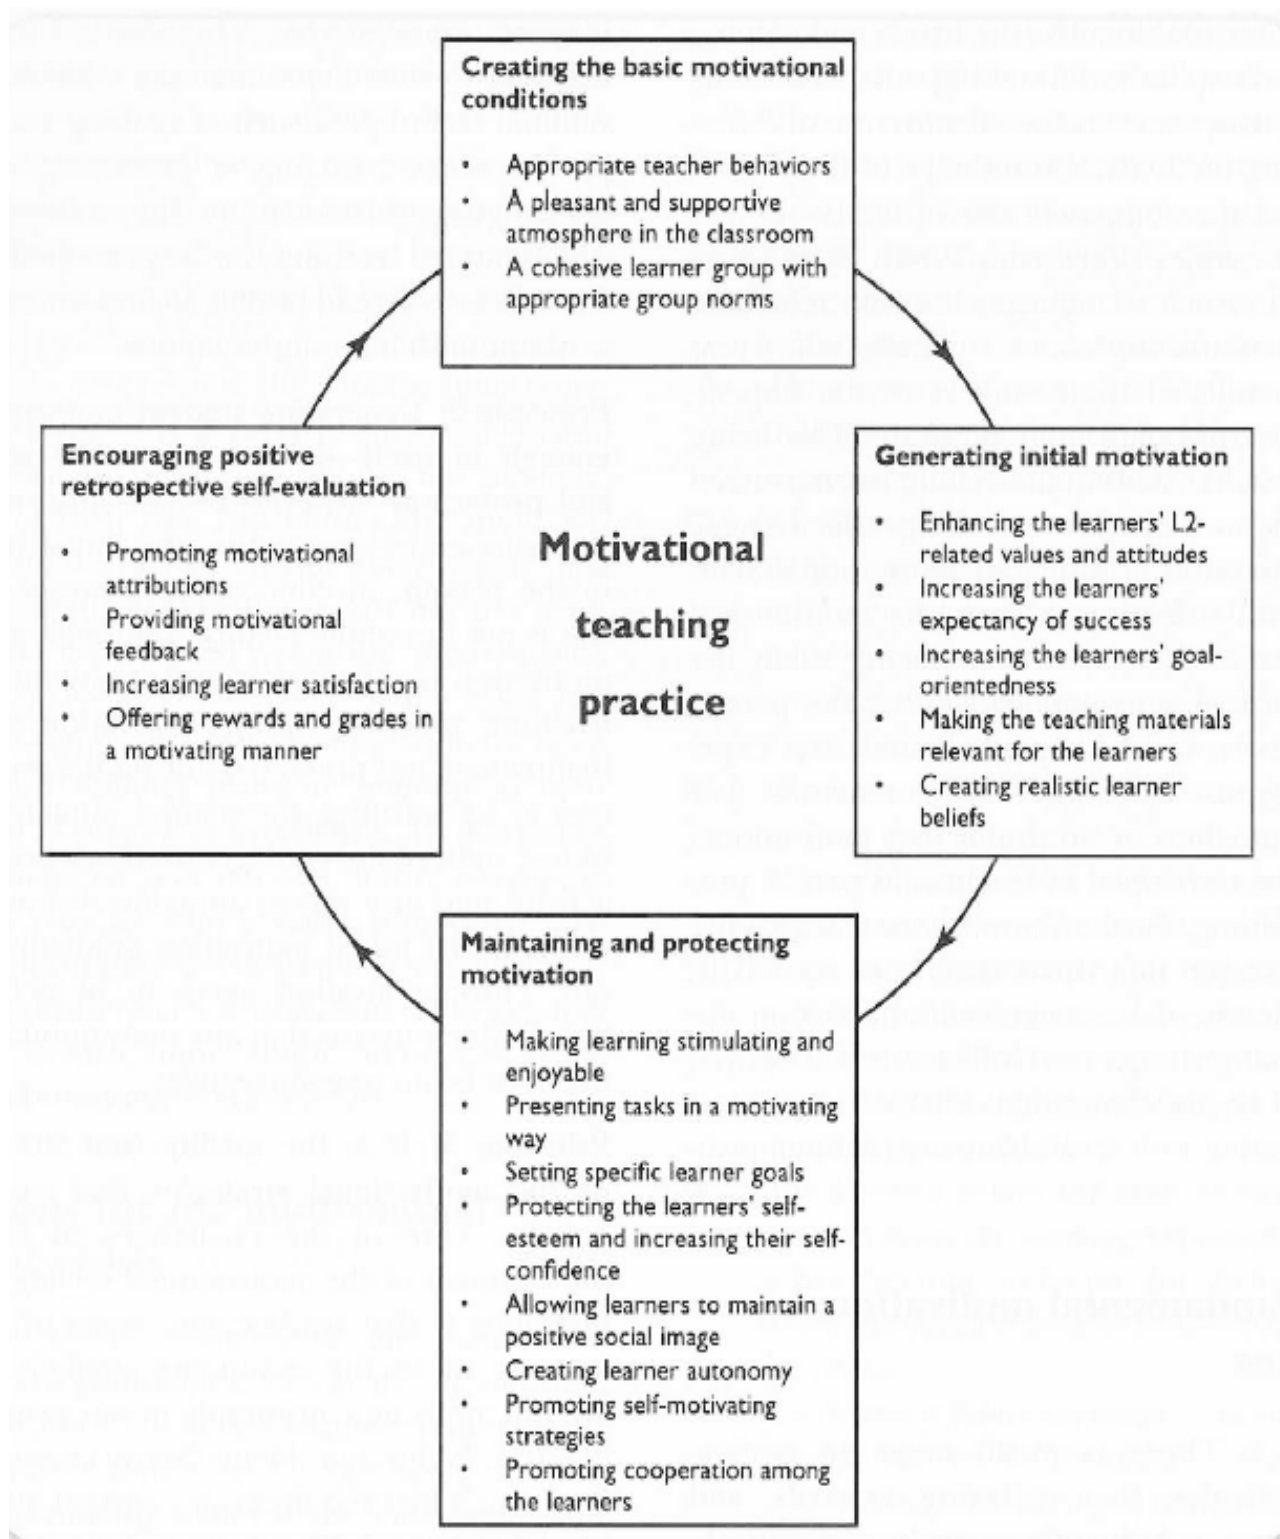 Creating the basic motivational
conditions
• Appropriate teacher behaviors
• A pleasant and supportive
atmosphere in the classroom
• A cohesive learner group with
appropriate group norms
Encouraging positive
retrospective self-evaluation
• Promoting motivational
attributions
• Providing motivational
feedback
• Increasing learner satisfaction
• Offering rewards and grades in
a motivating manner
Motivational
teaching
practice
Generating initial motivation
• Enhancing the learners' L2-
related values and attitudes
• Increasing the learners'
expectancy of success
• Increasing the learners' goal-
orientedness
• Making the teaching materials
relevant for the learners
• Creating realistic learner
beliefs
Maintaining and protecting
motivation
• Making learning stimulating and
enjoyable
• Presenting tasks in a motivating
way
• Setting specific learner goals
• Protecting the learners' self-
esteem and increasing their self-
confidence
• Allowing learners to maintain a
positive social image
• Creating learner autonomy
• Promoting self-motivating
strategies
• Promoting cooperation among
the learners